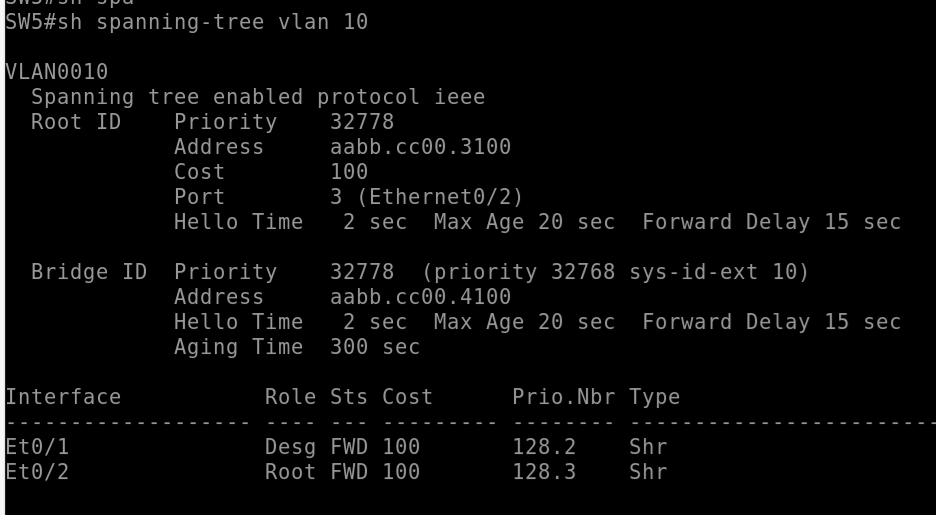 SW5#sh spa
SW5#sh spanning-tree vlan 10
VLAN0010
  Spanning tree enabled protocol ieee
  Root ID    Priority    32778
             Address     aabb.cc00.3100
             Cost        100
             Port        3 (Ethernet0/2)
             Hello Time   2 sec  Max Age 20 sec  Forward Delay 15 sec
  Bridge ID  Priority    32778  (priority 32768 sys-id-ext 10)
             Address     aabb.cc00.4100
             Hello Time   2 sec  Max Age 20 sec  Forward Delay 15 sec
             Aging Time  300 sec
Interface           Role Sts Cost      Prio.Nbr Type
------------------- ---- --- --------- -------- ------------------------
Et0/1               Desg FWD 100       128.2    Shr
Et0/2               Root FWD 100       128.3    Shr